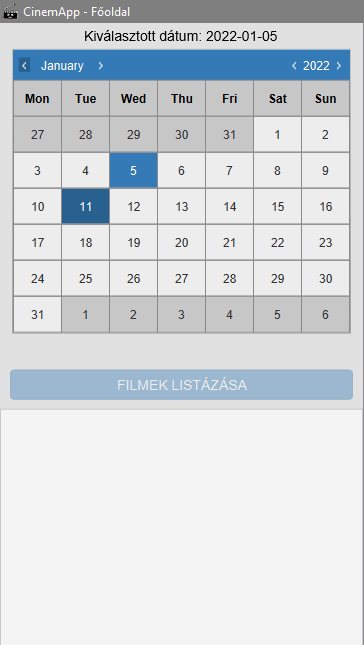 CinemApp - Főoldal
Kiválasztott dátum: 2022-01-05
‹ January › ‹ 2022 ›
Mon Tue Wed Thu Fri Sat Sun
27 28 29 30 31 1 2
3 4 5 6 7 8 9
10 11 12 13 14 15 16
17 18 19 20 21 22 23
24 25 26 27 28 29 30
31 1 2 3 4 5 6
FILMEK LISTÁZÁSA